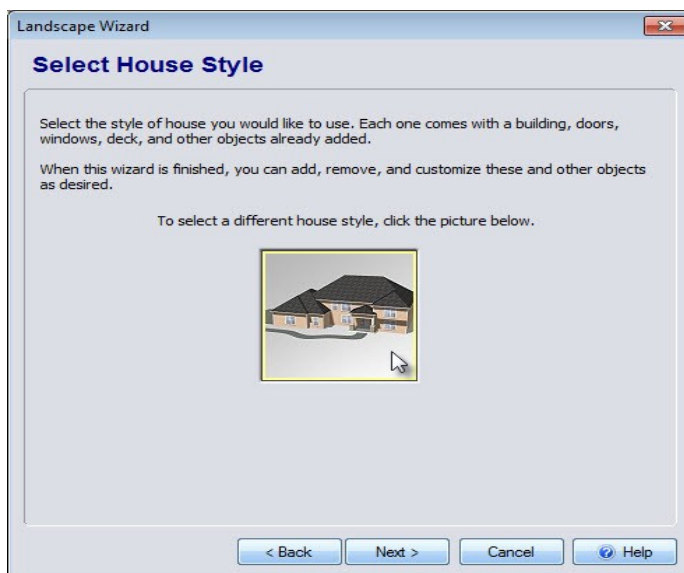 Landscape Wizard
Select House Style
Select the style of house you would like to use. Each one comes with a building, doors,
windows, deck, and other objects already added.
When this wizard is finished, you can add, remove, and customize these and other objects
as desired.
To select a different house style, click the picture below.
< Back
Next >
Cancel
? Help